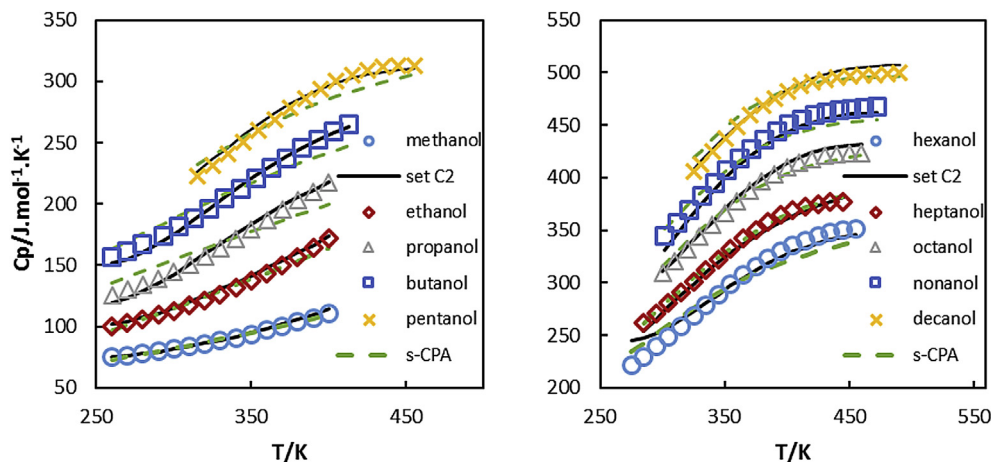 350
300
250
200
150
100
50
Cp/J.mol⁻¹.K⁻¹
250
350
450
T/K
methanol
set C2
ethanol
propanol
butanol
pentanol
s-CPA
550
500
450
400
350
300
250
200
250
350
450
550
T/K
hexanol
set C2
heptanol
octanol
nonanol
decanol
s-CPA